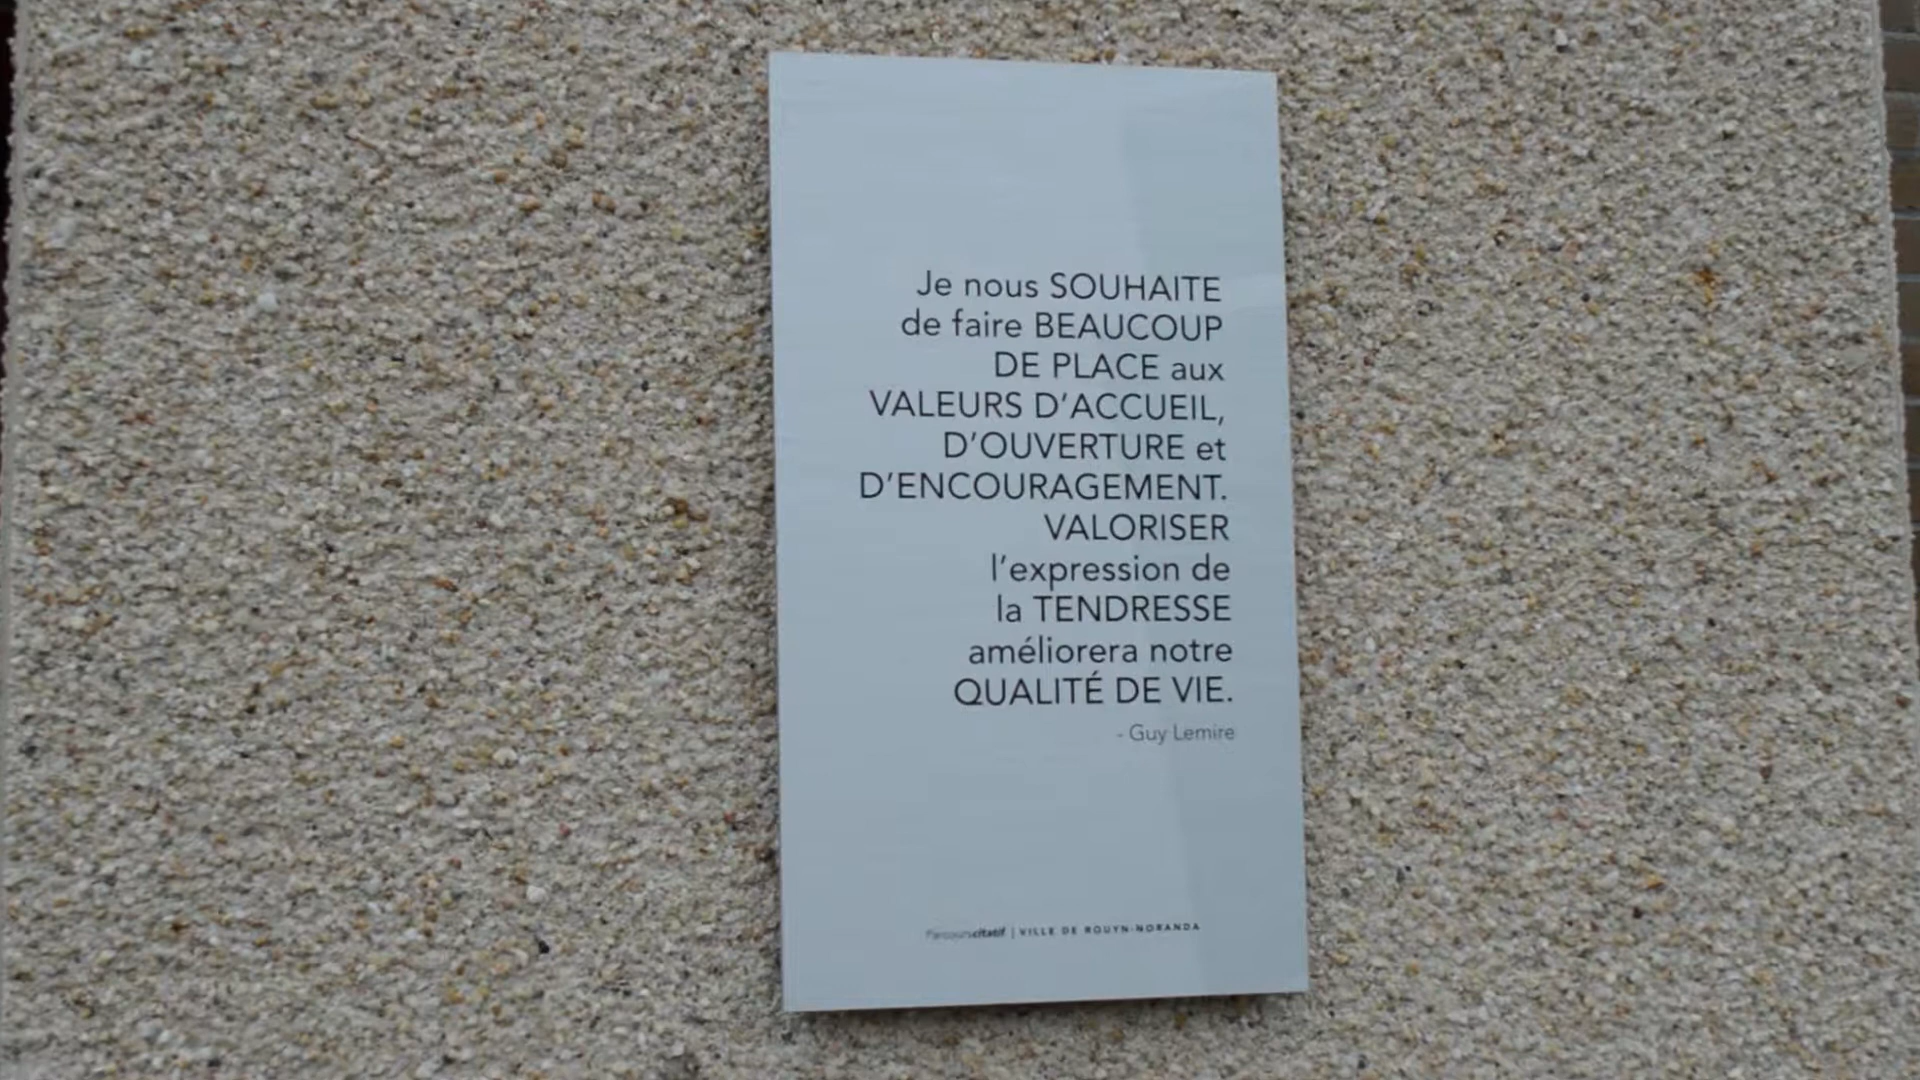 Je nous SOUHAITE
de faire BEAUCOUP
DE PLACE aux
VALEURS D'ACCUEIL,
D'OUVERTURE et
D'ENCOURAGEMENT.
VALORISER
l'expression de
la TENDRESSE
améliorera notre
QUALITÉ DE VIE.
- Guy Lemire
Parcourscitatif | VILLE DE ROUYN-NORANDA